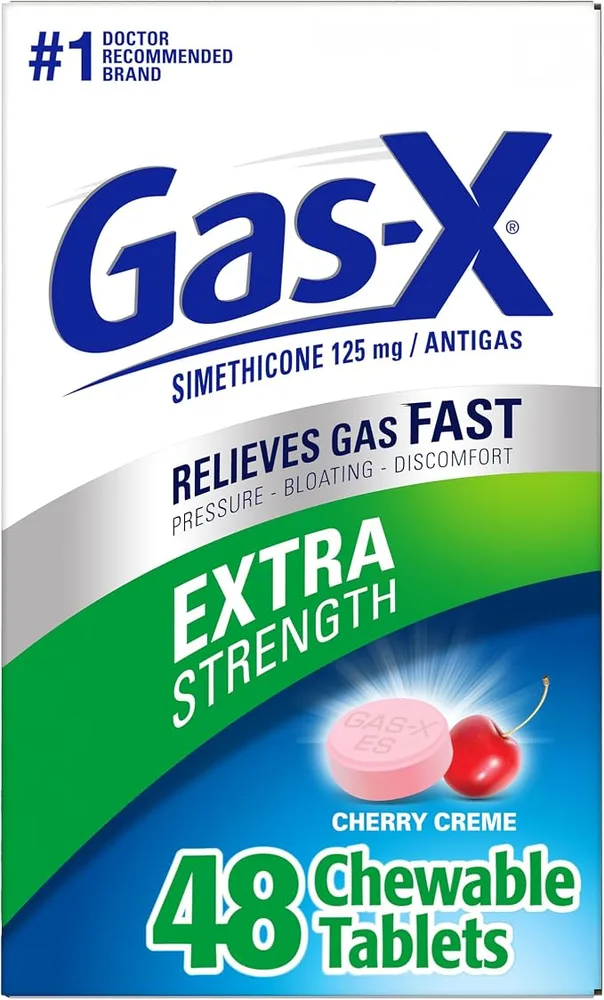 #1 DOCTOR
RECOMMENDED
BRAND
Gas-X®
SIMETHICONE 125 mg / ANTIGAS
RELIEVES GAS FAST
PRESSURE - BLOATING - DISCOMFORT
EXTRA
STRENGTH
GAS-X
ES
CHERRY CREME
48 Chewable
Tablets